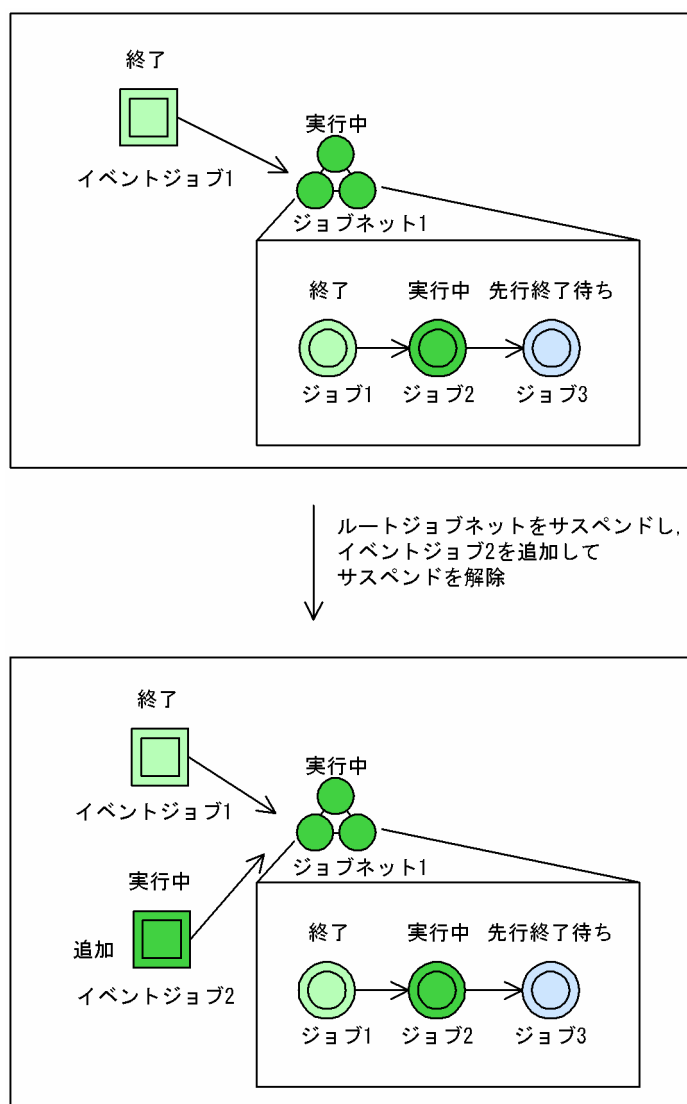 終了
イベントジョブ1
実行中
ジョブネット1
終了 実行中 先行終了待ち
ジョブ1 ジョブ2 ジョブ3
ルートジョブネットをサスペンドし,
イベントジョブ2を追加して
サスペンドを解除
終了
イベントジョブ1
実行中
ジョブネット1
実行中
追加
イベントジョブ2
終了 実行中 先行終了待ち
ジョブ1 ジョブ2 ジョブ3